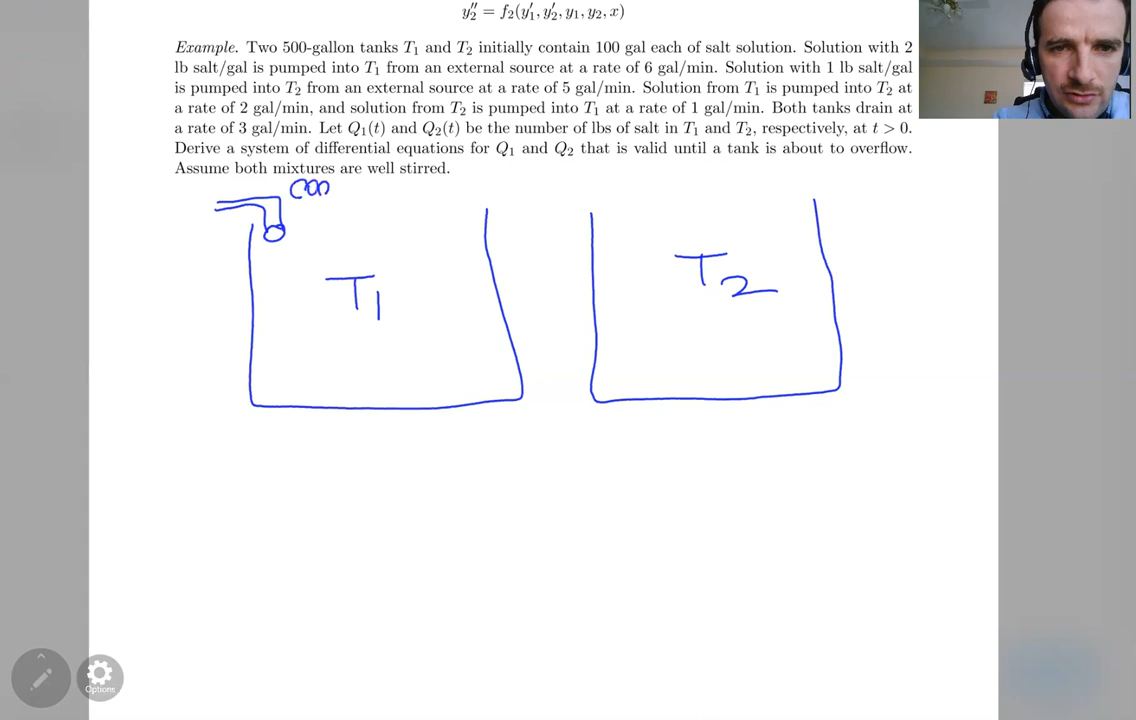 y₂″ = f₂(y₁′, y₂′, y₁, y₂, x)
Example. Two 500-gallon tanks T₁ and T₂ initially contain 100 gal each of salt solution. Solution with 2
lb salt/gal is pumped into T₁ from an external source at a rate of 6 gal/min. Solution with 1 lb salt/gal
is pumped into T₂ from an external source at a rate of 5 gal/min. Solution from T₁ is pumped into T₂ at
a rate of 2 gal/min, and solution from T₂ is pumped into T₁ at a rate of 1 gal/min. Both tanks drain at
a rate of 3 gal/min. Let Q₁(t) and Q₂(t) be the number of lbs of salt in T₁ and T₂, respectively, at t > 0.
Derive a system of differential equations for Q₁ and Q₂ that is valid until a tank is about to overflow.
Assume both mixtures are well stirred.
T₁
T₂
Options